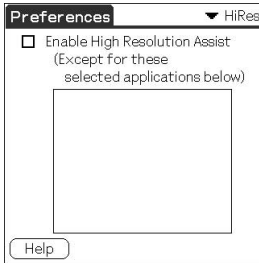 Preferences
HiRes
Enable High Resolution Assist
(Except for these
selected applications below)
Help